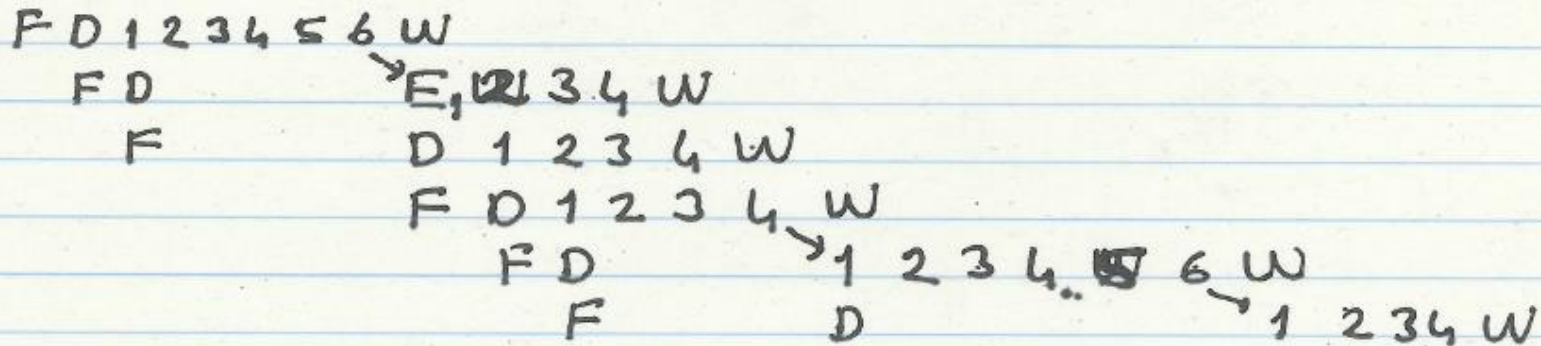 F D 1 2 3 4 5 6 W
F D E, 3 4 W
F D 1 2 3 4 W
F D 1 2 3 4 W
F D 1 2 3 4 .. 6 W
F D 1 2 3 4 W